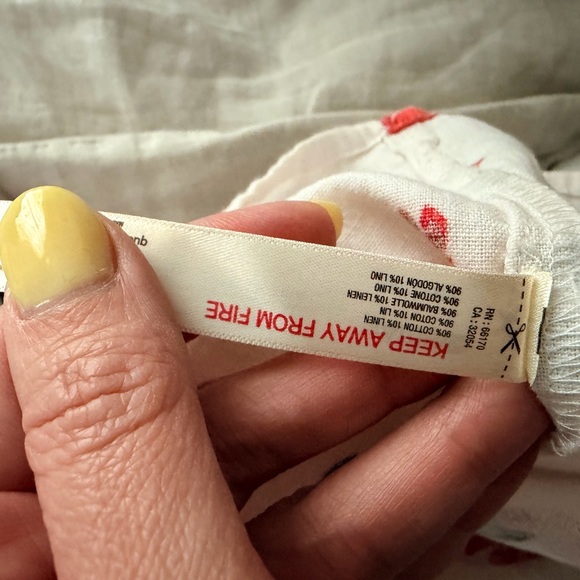 RN : 66170
CA : 32054
KEEP AWAY FROM FIRE
90% COTTON 10% LINEN
90% COTON 10% LIN
90% BAUMWOLLE 10% LEINEN
90% COTONE 10% LINO
90% ALGODÓN 10% LINO